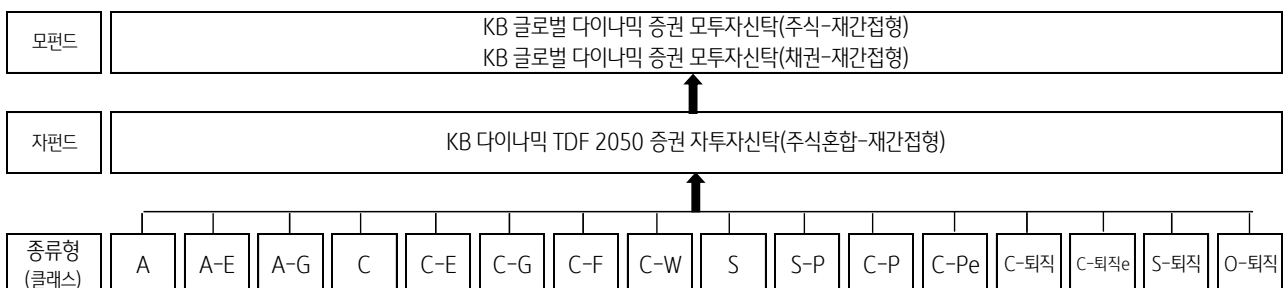 모펀드
KB 글로벌 다이나믹 증권 모투자신탁(주식-재간접형)
KB 글로벌 다이나믹 증권 모투자신탁(채권-재간접형)
자펀드
KB 다이나믹 TDF 2050 증권 자투자신탁(주식혼합-재간접형)
종류형
(클래스)
A
A-E
A-G
C
C-E
C-G
C-F
C-W
S
S-P
C-P
C-Pe
C-퇴직
C-퇴직e
S-퇴직
O-퇴직